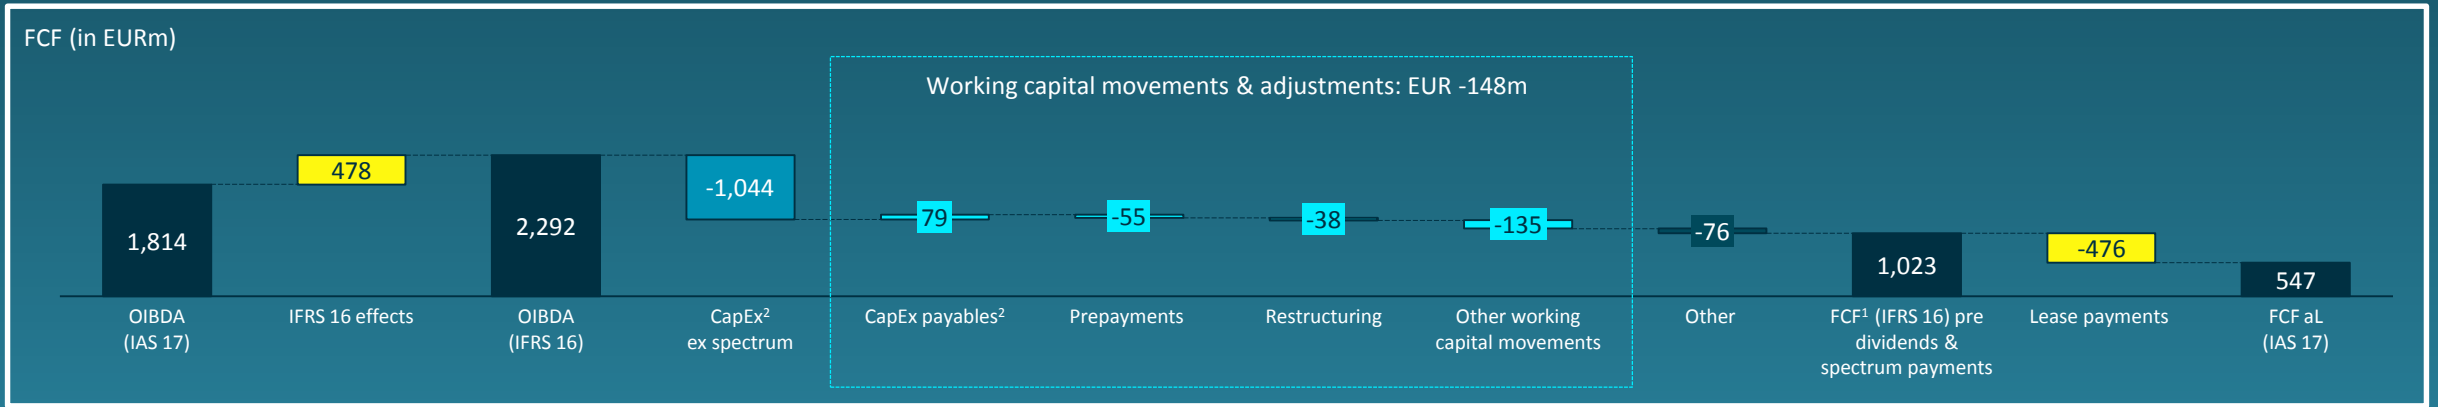 FCF (in EURm)
Working capital movements & adjustments: EUR -148m
1,814
478
2,292
-1,044
79
-55
-38
-135
-76
1,023
-476
547
OIBDA
(IAS 17)
IFRS 16 effects
OIBDA
(IFRS 16)
CapEx²
ex spectrum
CapEx payables²
Prepayments
Restructuring
Other working
capital movements
Other
FCF¹ (IFRS 16) pre
dividends &
spectrum payments
Lease payments
FCF aL
(IAS 17)